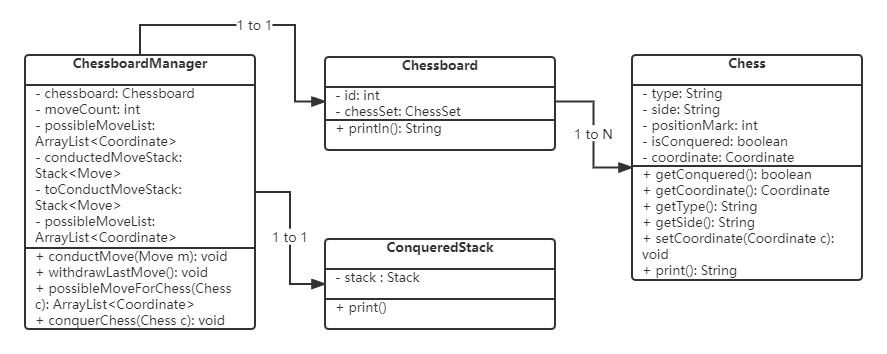 1 to 1
ChessboardManager
- chessboard: Chessboard
- moveCount: int
- possibleMoveList:
ArrayList<Coordinate>
- conductedMoveStack:
Stack<Move>
- toConductMoveStack:
Stack<Move>
- possibleMoveList:
ArrayList<Coordinate>
+ conductMove(Move m): void
+ withdrawLastMove(): void
+ possibleMoveForChess(Chess
c): ArrayList<Coordinate>
+ conquerChess(Chess c): void
Chessboard
- id: int
- chessSet: ChessSet
+ println(): String
1 to 1
ConqueredStack
- stack : Stack
+ print()
1 to N
Chess
- type: String
- side: String
- positionMark: int
- isConquered: boolean
- coordinate: Coordinate
+ getConquered(): boolean
+ getCoordinate(): Coordinate
+ getType(): String
+ getSide(): String
+ setCoordinate(Coordinate c):
void
+ print(): String